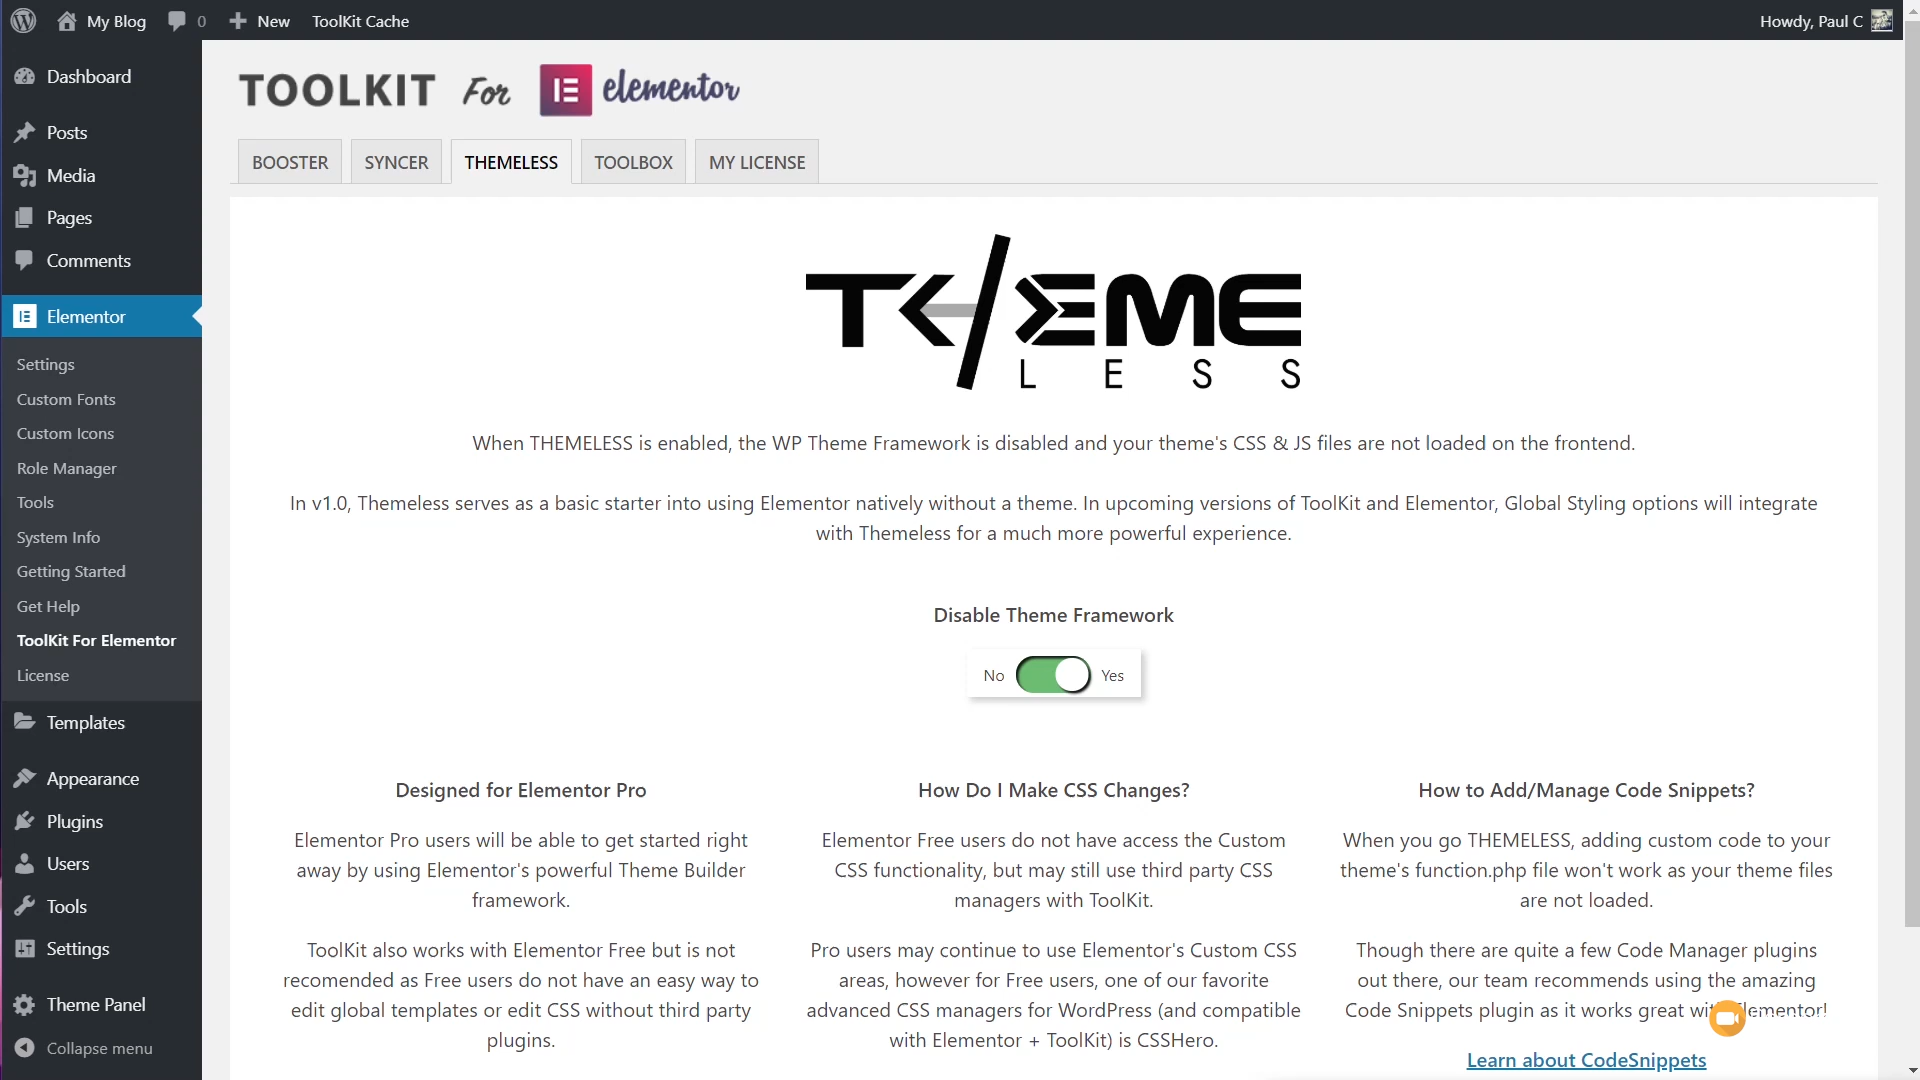 My Blog 0 New ToolKit Cache Howdy, Paul C
Dashboard
Posts
Media
Pages
Comments
Elementor
Settings
Custom Fonts
Custom Icons
Role Manager
Tools
System Info
Getting Started
Get Help
ToolKit For Elementor
License
Templates
Appearance
Plugins
Users
Tools
Settings
Theme Panel
Collapse menu
TOOLKIT For elementor
BOOSTER SYNCER THEMELESS TOOLBOX MY LICENSE
THEME
LESS
When THEMELESS is enabled, the WP Theme Framework is disabled and your theme's CSS & JS files are not loaded on the frontend.
In v1.0, Themeless serves as a basic starter into using Elementor natively without a theme. In upcoming versions of ToolKit and Elementor, Global Styling options will integrate
with Themeless for a much more powerful experience.
Disable Theme Framework
No Yes
Designed for Elementor Pro
Elementor Pro users will be able to get started right
away by using Elementor's powerful Theme Builder
framework.
ToolKit also works with Elementor Free but is not
recomended as Free users do not have an easy way to
edit global templates or edit CSS without third party
plugins.
How Do I Make CSS Changes?
Elementor Free users do not have access the Custom
CSS functionality, but may still use third party CSS
managers with ToolKit.
Pro users may continue to use Elementor's Custom CSS
areas, however for Free users, one of our favorite
advanced CSS managers for WordPress (and compatible
with Elementor + ToolKit) is CSSHero.
How to Add/Manage Code Snippets?
When you go THEMELESS, adding custom code to your
theme's function.php file won't work as your theme files
are not loaded.
Though there are quite a few Code Manager plugins
out there, our team recommends using the amazing
Code Snippets plugin as it works great with Elementor!
Learn about CodeSnippets